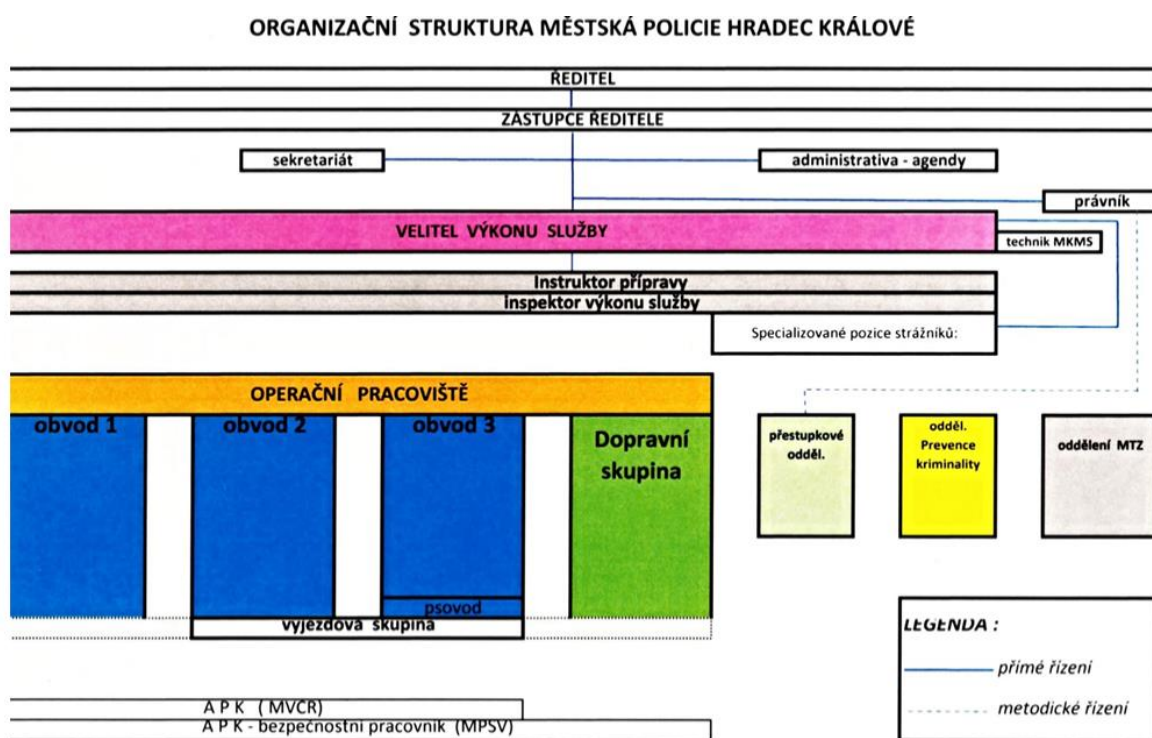 ORGANIZAČNÍ STRUKTURA MĚSTSKÁ POLICIE HRADEC KRÁLOVÉ
ŘEDITEL
ZÁSTUPCE ŘEDITELE
sekretariát
administrativa - agendy
právník
VELITEL VÝKONU SLUŽBY
technik MKMS
Instruktor přípravy
inspektor výkonu služby
Specializované pozice strážníků:
OPERAČNÍ PRACOVIŠTĚ
obvod 1
obvod 2
obvod 3
Dopravní
skupina
přestupkové
odděl.
odděl.
Prevence
kriminality
oddělení MTZ
psovod
výjezdová skupina
LEGENDA :
přímé řízení
metodické řízení
A P K ( MVCR)
A P K - bezpečnostní pracovník (MPSV)